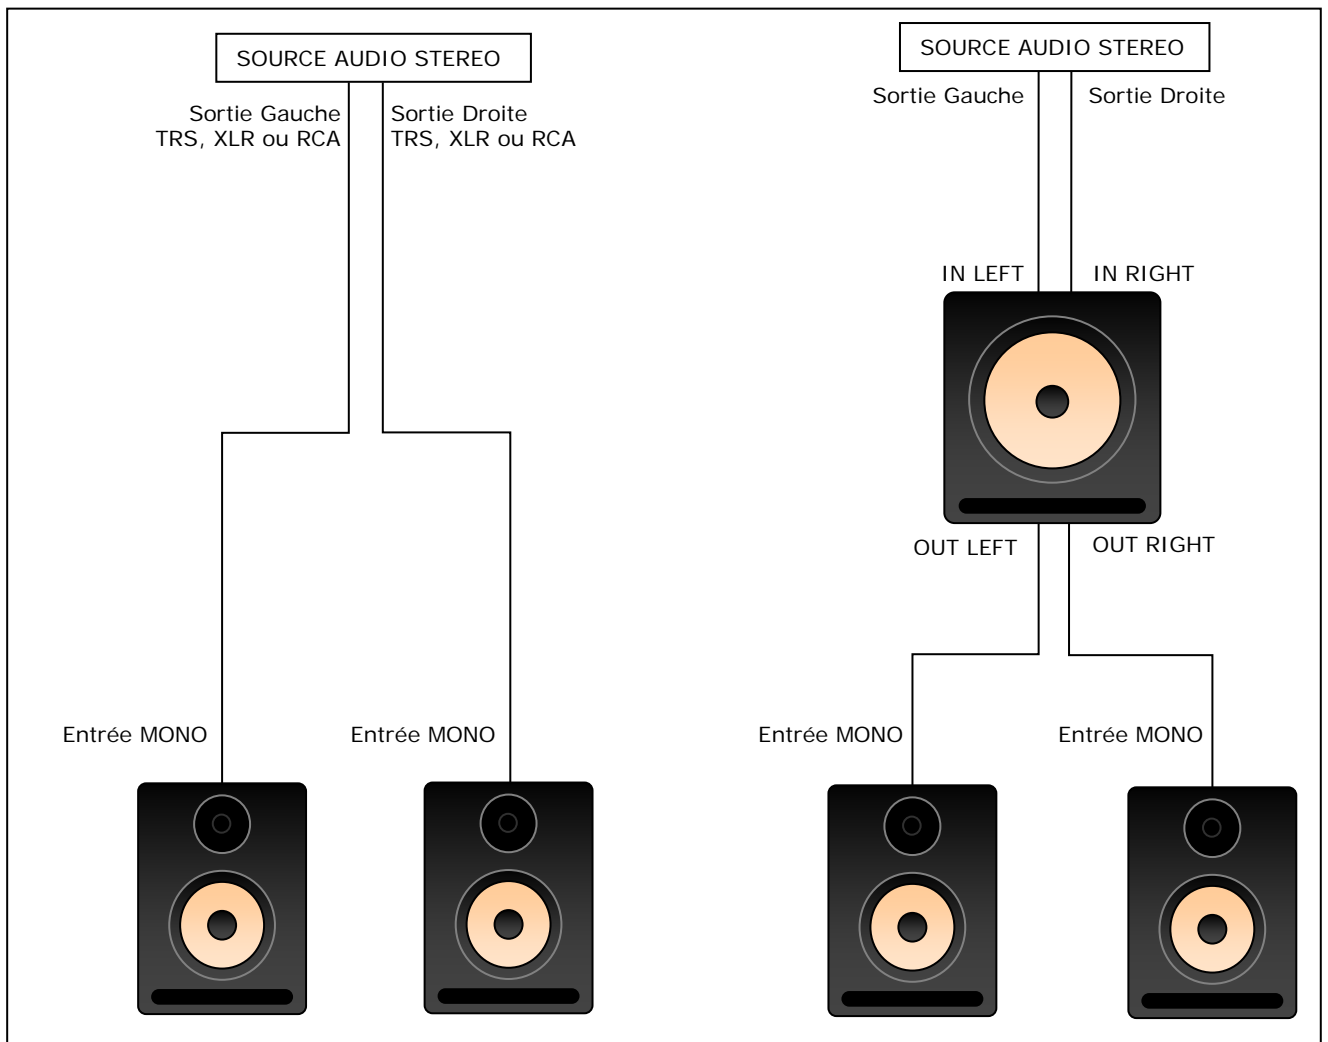 SOURCE AUDIO STEREO
Sortie Gauche
TRS, XLR ou RCA
Sortie Droite
TRS, XLR ou RCA
Entrée MONO
Entrée MONO
SOURCE AUDIO STEREO
Sortie Gauche
Sortie Droite
IN LEFT
IN RIGHT
OUT LEFT
OUT RIGHT
Entrée MONO
Entrée MONO